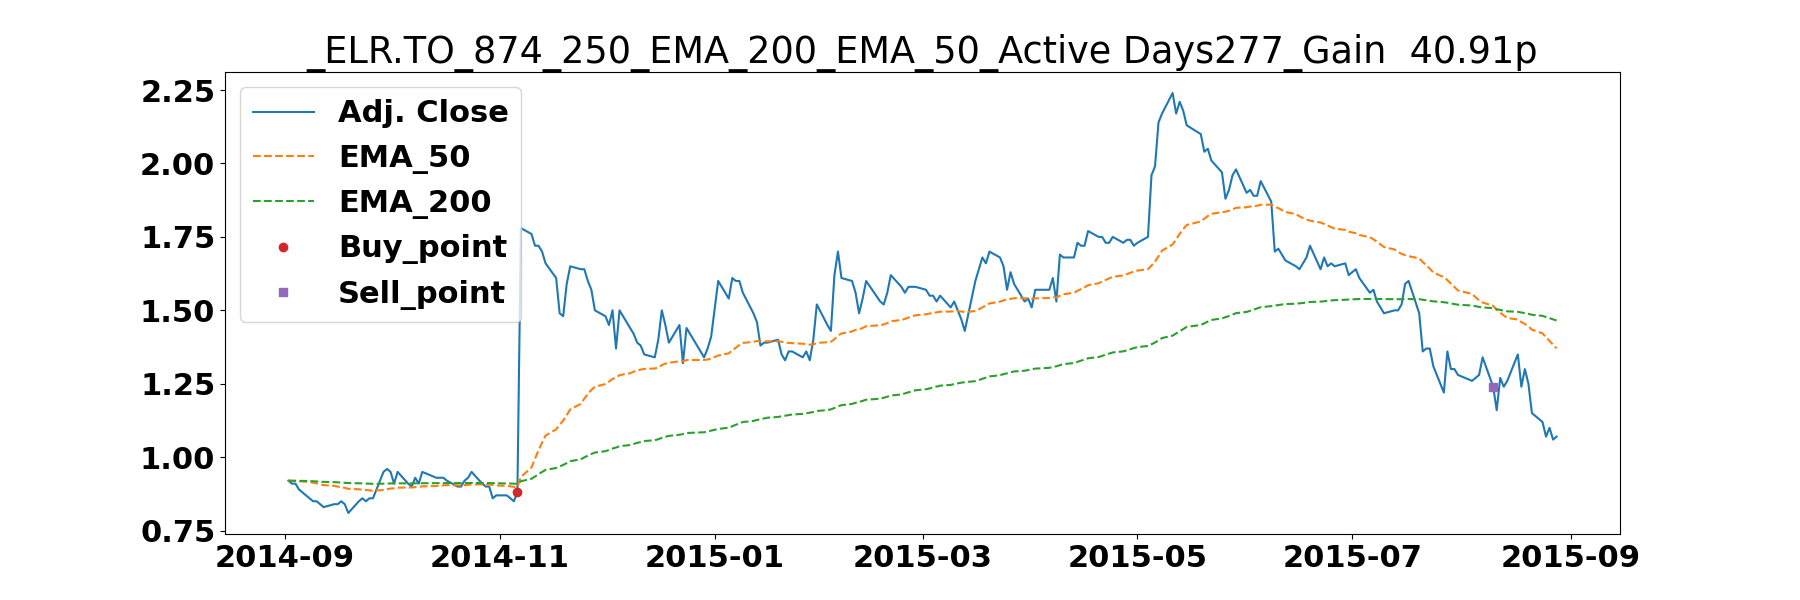 _ELR.TO_874_250_EMA_200_EMA_50_Active Days277_Gain  40.91p
2.25
2.00
1.75
1.50
1.25
1.00
0.75
Adj. Close
EMA_50
EMA_200
Buy_point
Sell_point
2014-09 2014-11 2015-01 2015-03 2015-05 2015-07 2015-09